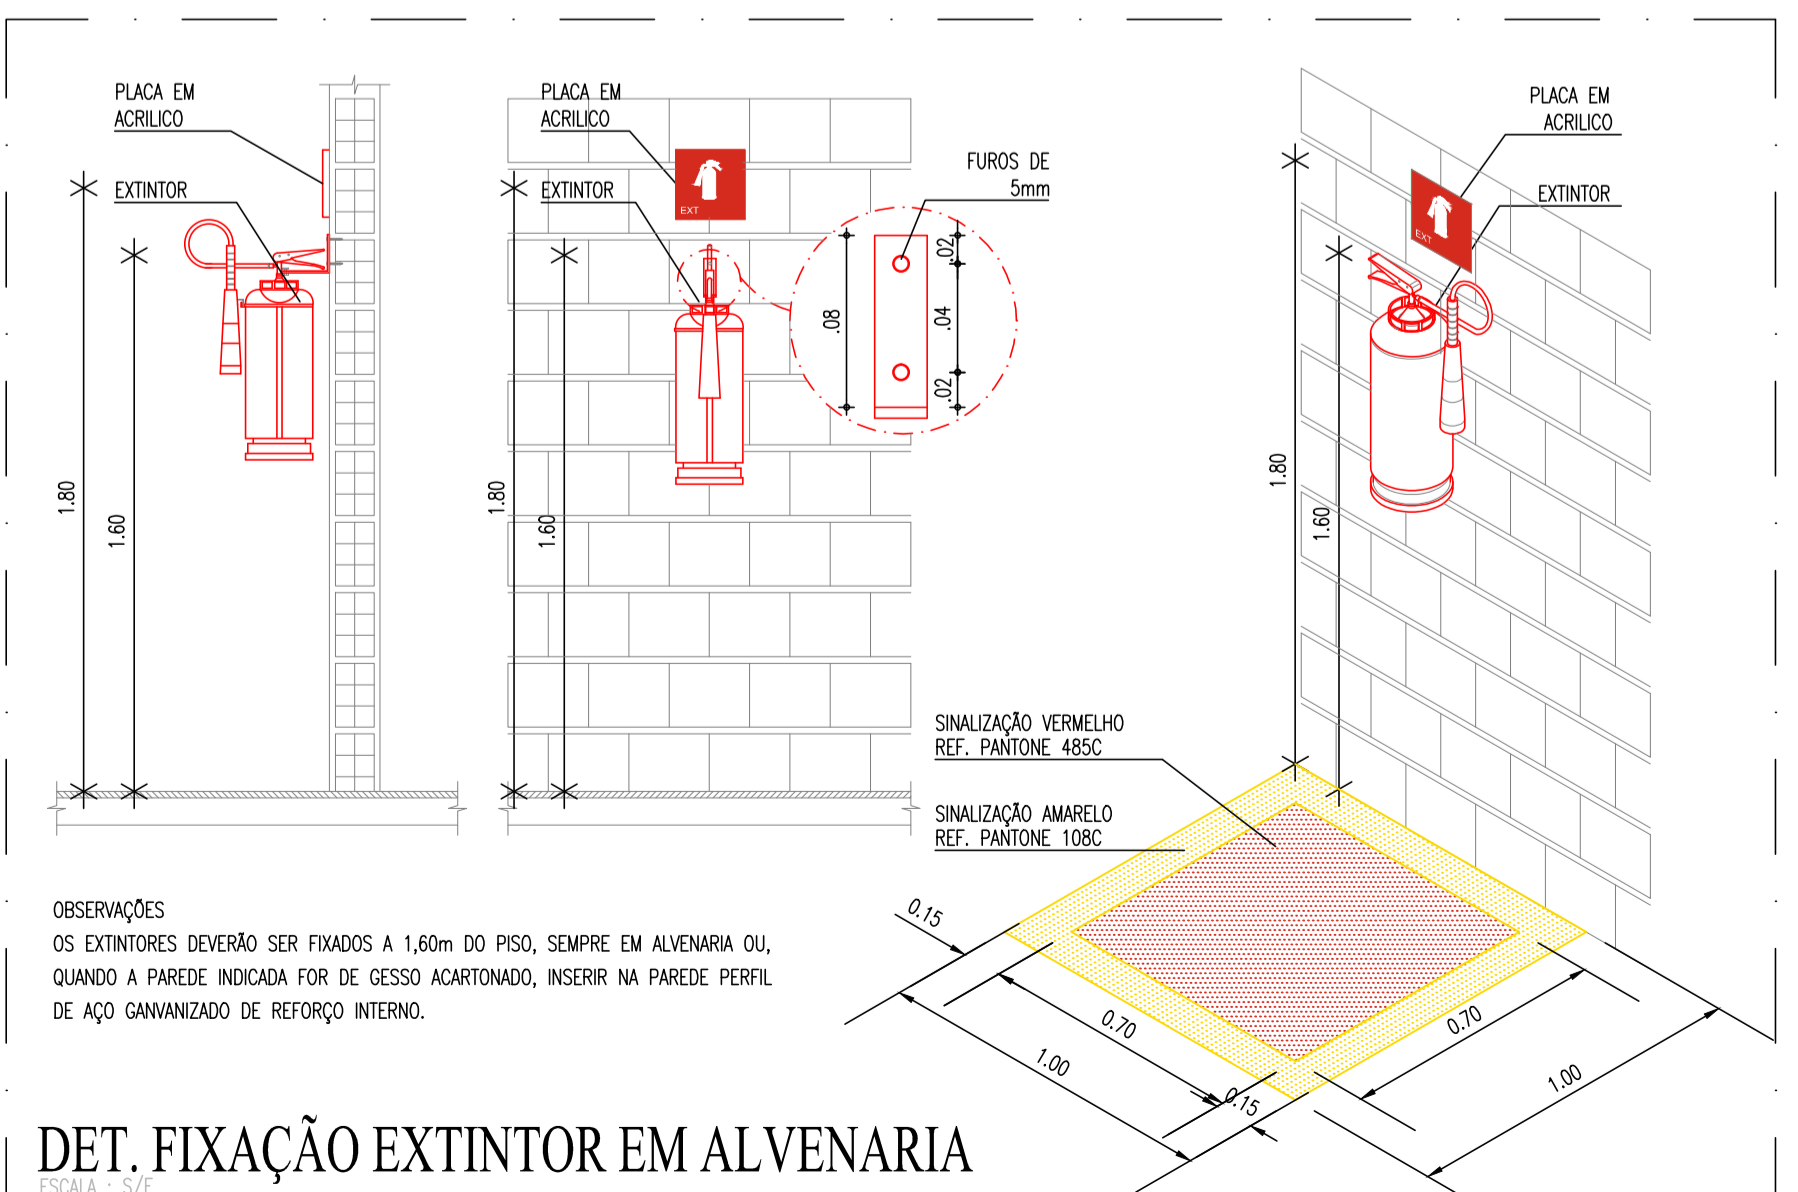 PLACA EM
ACRILICO
EXTINTOR
1.80
1.60
PLACA EM
ACRILICO
EXTINTOR
EXT
FUROS DE
5mm
.08
.02
.04
.02
1.80
1.60
PLACA EM
ACRILICO
EXTINTOR
EXT
1.80
1.60
SINALIZAÇÃO VERMELHO
REF. PANTONE 485C
SINALIZAÇÃO AMARELO
REF. PANTONE 108C
0.15
0.70
1.00
0.15
0.70
1.00
OBSERVAÇÕES
OS EXTINTORES DEVERÃO SER FIXADOS A 1,60m DO PISO, SEMPRE EM ALVENARIA OU,
QUANDO A PAREDE INDICADA FOR DE GESSO ACARTONADO, INSERIR NA PAREDE PERFIL
DE AÇO GANVANIZADO DE REFORÇO INTERNO.
DET. FIXAÇÃO EXTINTOR EM ALVENARIA
ESCALA : S/E